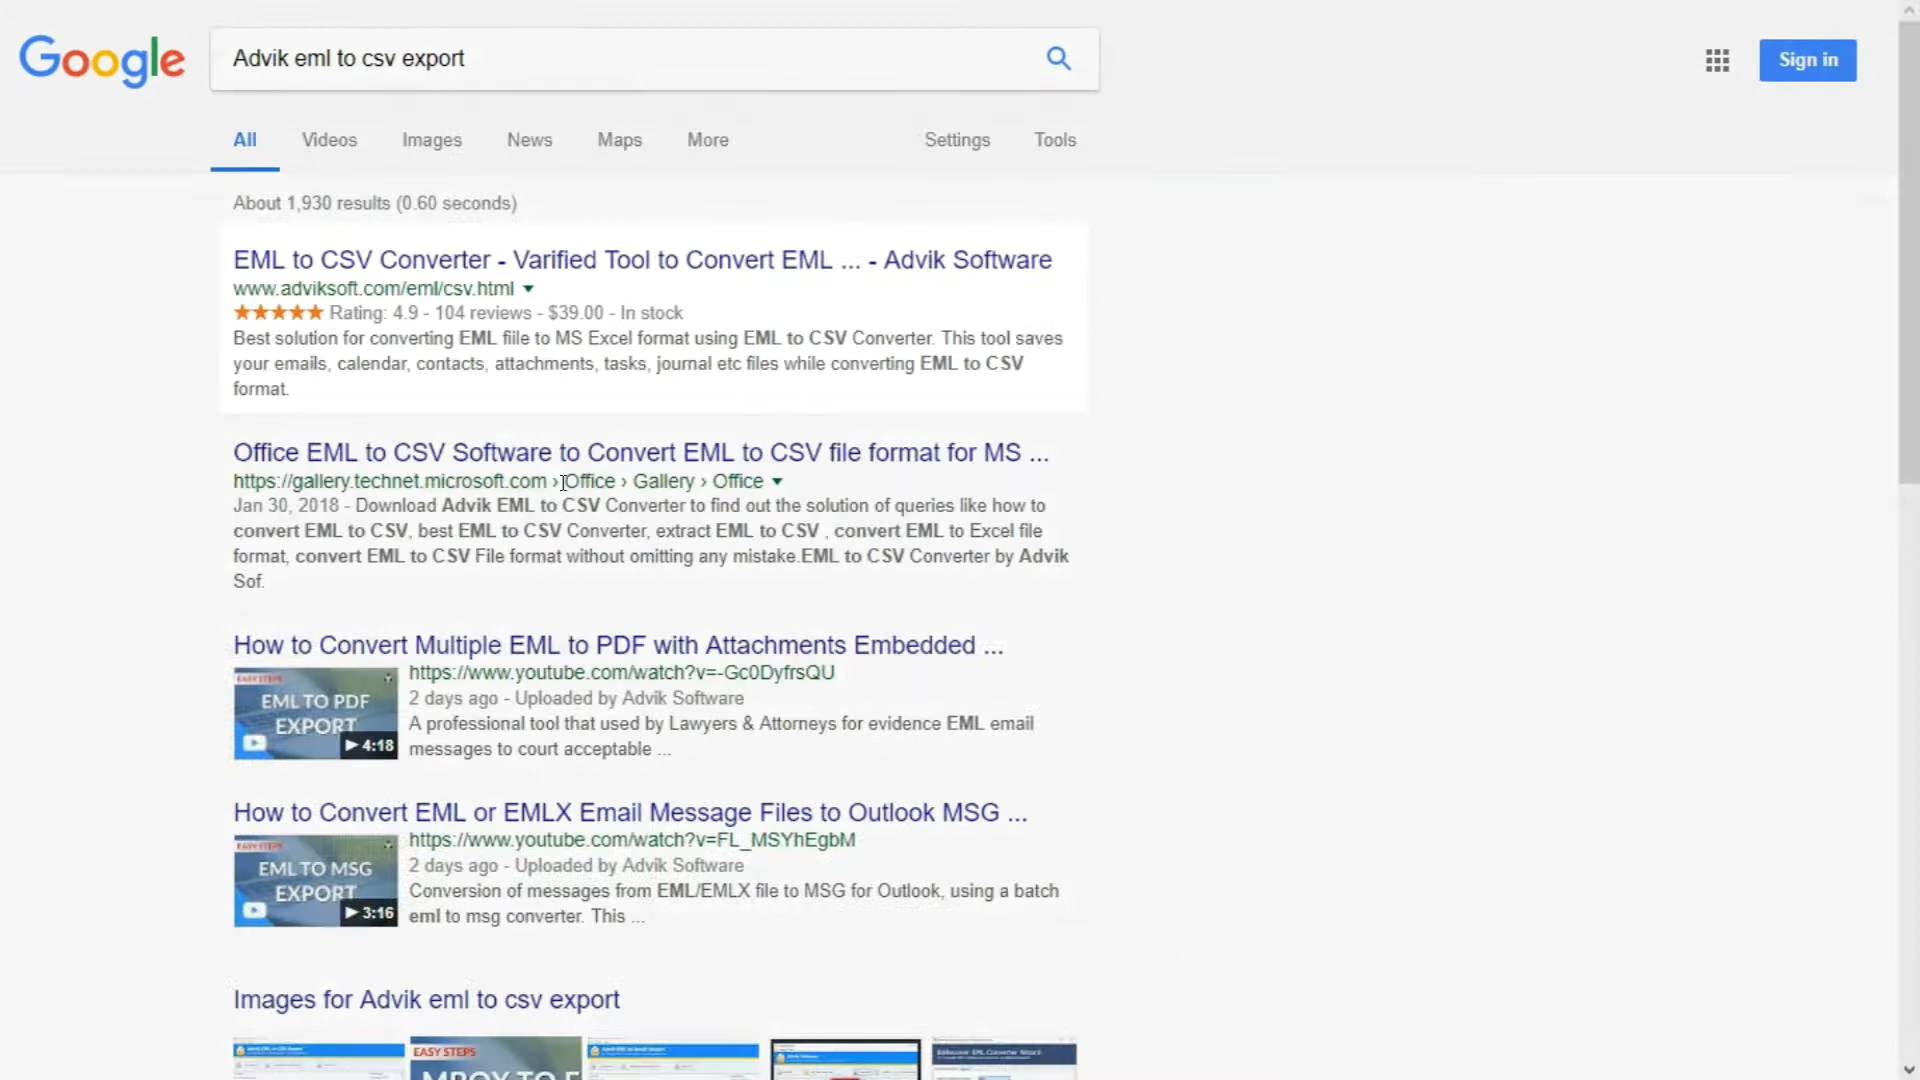 Google
Advik eml to csv export
Sign in
All Videos Images News Maps More Settings Tools
About 1,930 results (0.60 seconds)
EML to CSV Converter - Varified Tool to Convert EML ... - Advik Software
www.adviksoft.com/eml/csv.html
Rating: 4.9 - 104 reviews - $39.00 - In stock
Best solution for converting EML file to MS Excel format using EML to CSV Converter. This tool saves
your emails, calendar, contacts, attachments, tasks, journal etc files while converting EML to CSV
format.
Office EML to CSV Software to Convert EML to CSV file format for MS ...
https://gallery.technet.microsoft.com › Office › Gallery › Office
Jan 30, 2018 - Download Advik EML to CSV Converter to find out the solution of queries like how to
convert EML to CSV, best EML to CSV Converter, extract EML to CSV , convert EML to Excel file
format, convert EML to CSV File format without omitting any mistake.EML to CSV Converter by Advik
Sof.
How to Convert Multiple EML to PDF with Attachments Embedded ...
EASY STEPS
EML TO PDF
EXPORT
4:18
https://www.youtube.com/watch?v=-Gc0DyfrsQU
2 days ago - Uploaded by Advik Software
A professional tool that used by Lawyers & Attorneys for evidence EML email
messages to court acceptable ...
How to Convert EML or EMLX Email Message Files to Outlook MSG ...
EASY STEPS
EML TO MSG
EXPORT
3:16
https://www.youtube.com/watch?v=FL_MSYhEgbM
2 days ago - Uploaded by Advik Software
Conversion of messages from EML/EMLX file to MSG for Outlook, using a batch
eml to msg converter. This ...
Images for Advik eml to csv export
EASY STEPS
MBOX TO